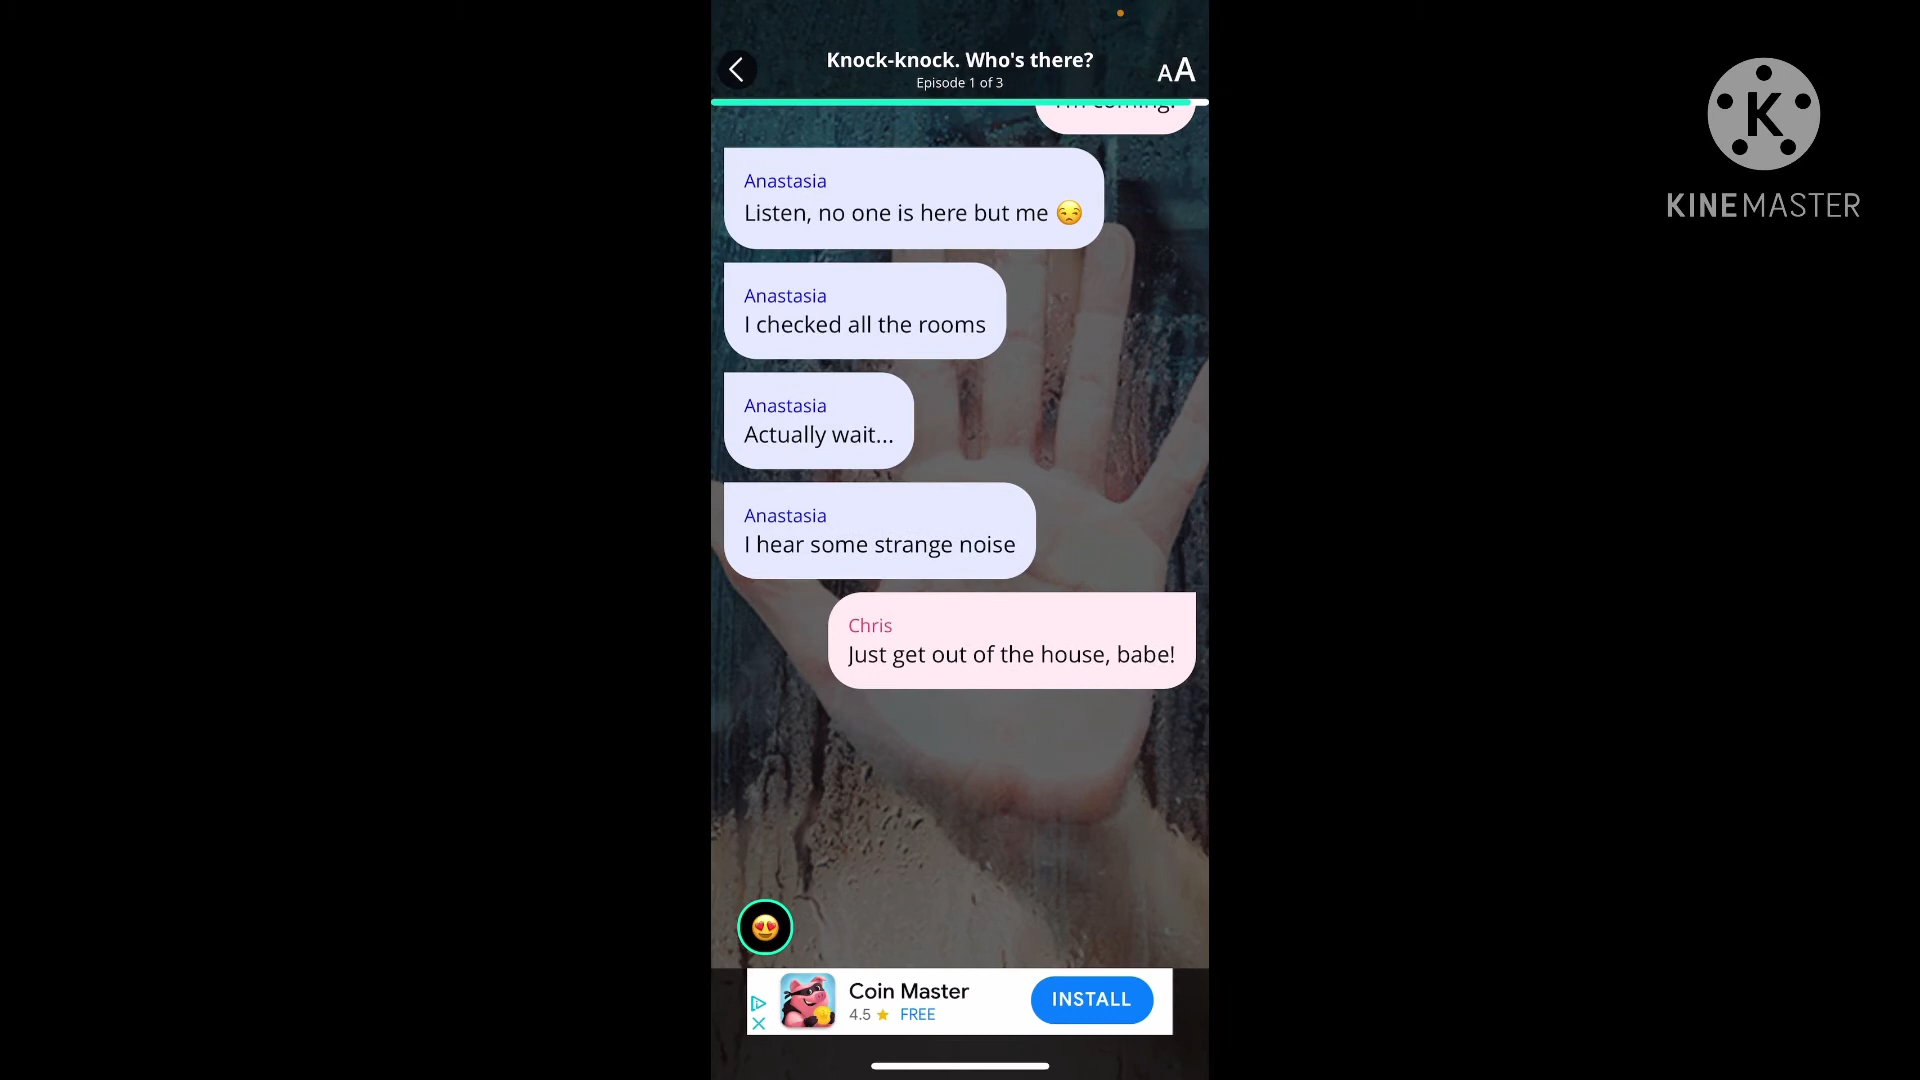 Knock-knock. Who's there?
Episode 1 of 3
AA
I'm coming!
Anastasia
Listen, no one is here but me
Anastasia
I checked all the rooms
Anastasia
Actually wait...
Anastasia
I hear some strange noise
Chris
Just get out of the house, babe!
Coin Master
4.5 FREE
INSTALL
K
KINEMASTER